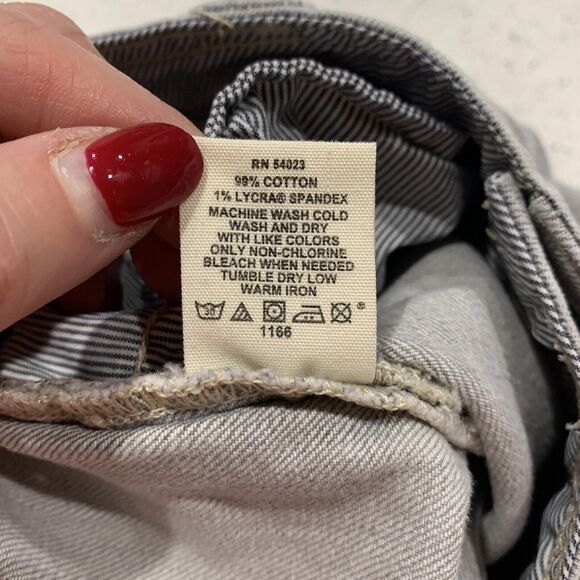 RN 54023
99% COTTON
1% LYCRA® SPANDEX
MACHINE WASH COLD
WASH AND DRY
WITH LIKE COLORS
ONLY NON-CHLORINE
BLEACH WHEN NEEDED
TUMBLE DRY LOW
WARM IRON
30 ®
1166